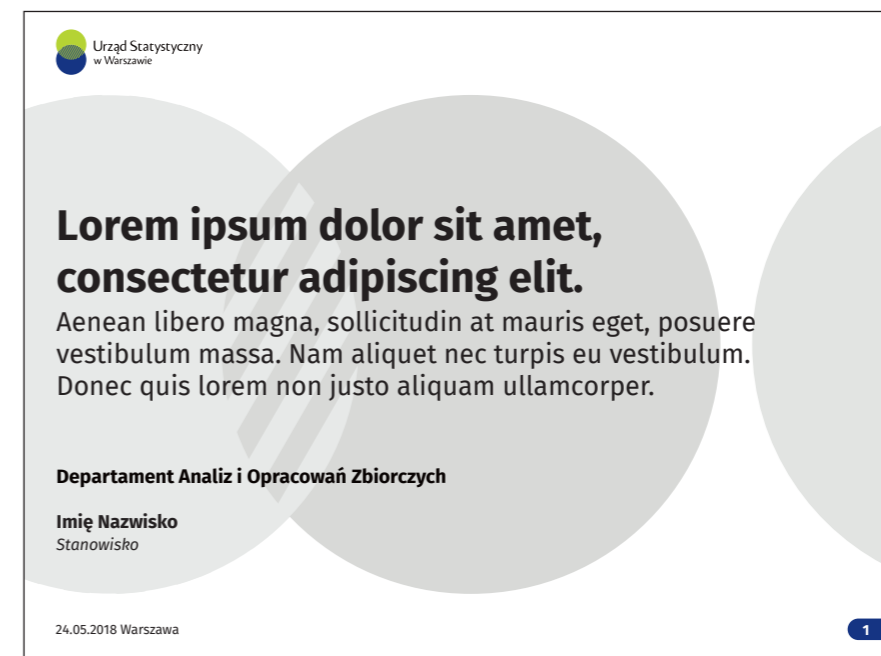 Urząd Statystyczny
w Warszawie
Lorem ipsum dolor sit amet,
consectetur adipiscing elit.
Aenean libero magna, sollicitudin at mauris eget, posuere
vestibulum massa. Nam aliquet nec turpis eu vestibulum.
Donec quis lorem non justo aliquam ullamcorper.
Departament Analiz i Opracowań Zbiorczych
Imię Nazwisko
Stanowisko
24.05.2018 Warszawa
1